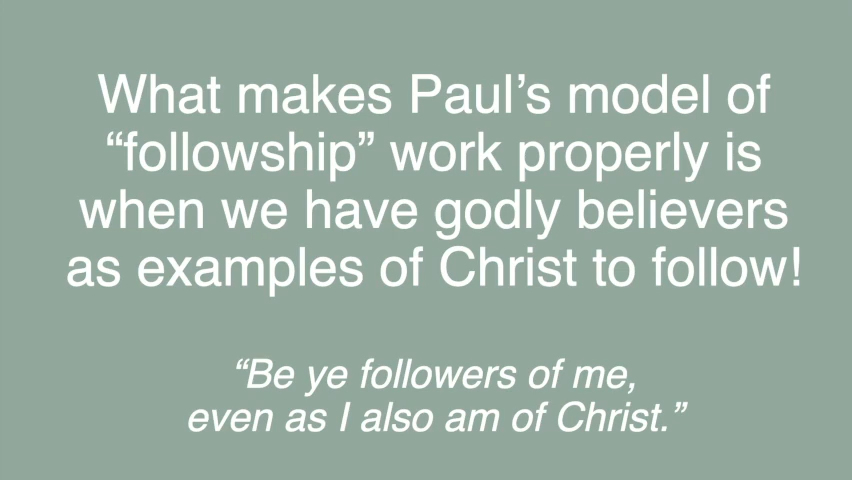 What makes Paul’s model of
“followship” work properly is
when we have godly believers
as examples of Christ to follow!
“Be ye followers of me,
even as I also am of Christ.”